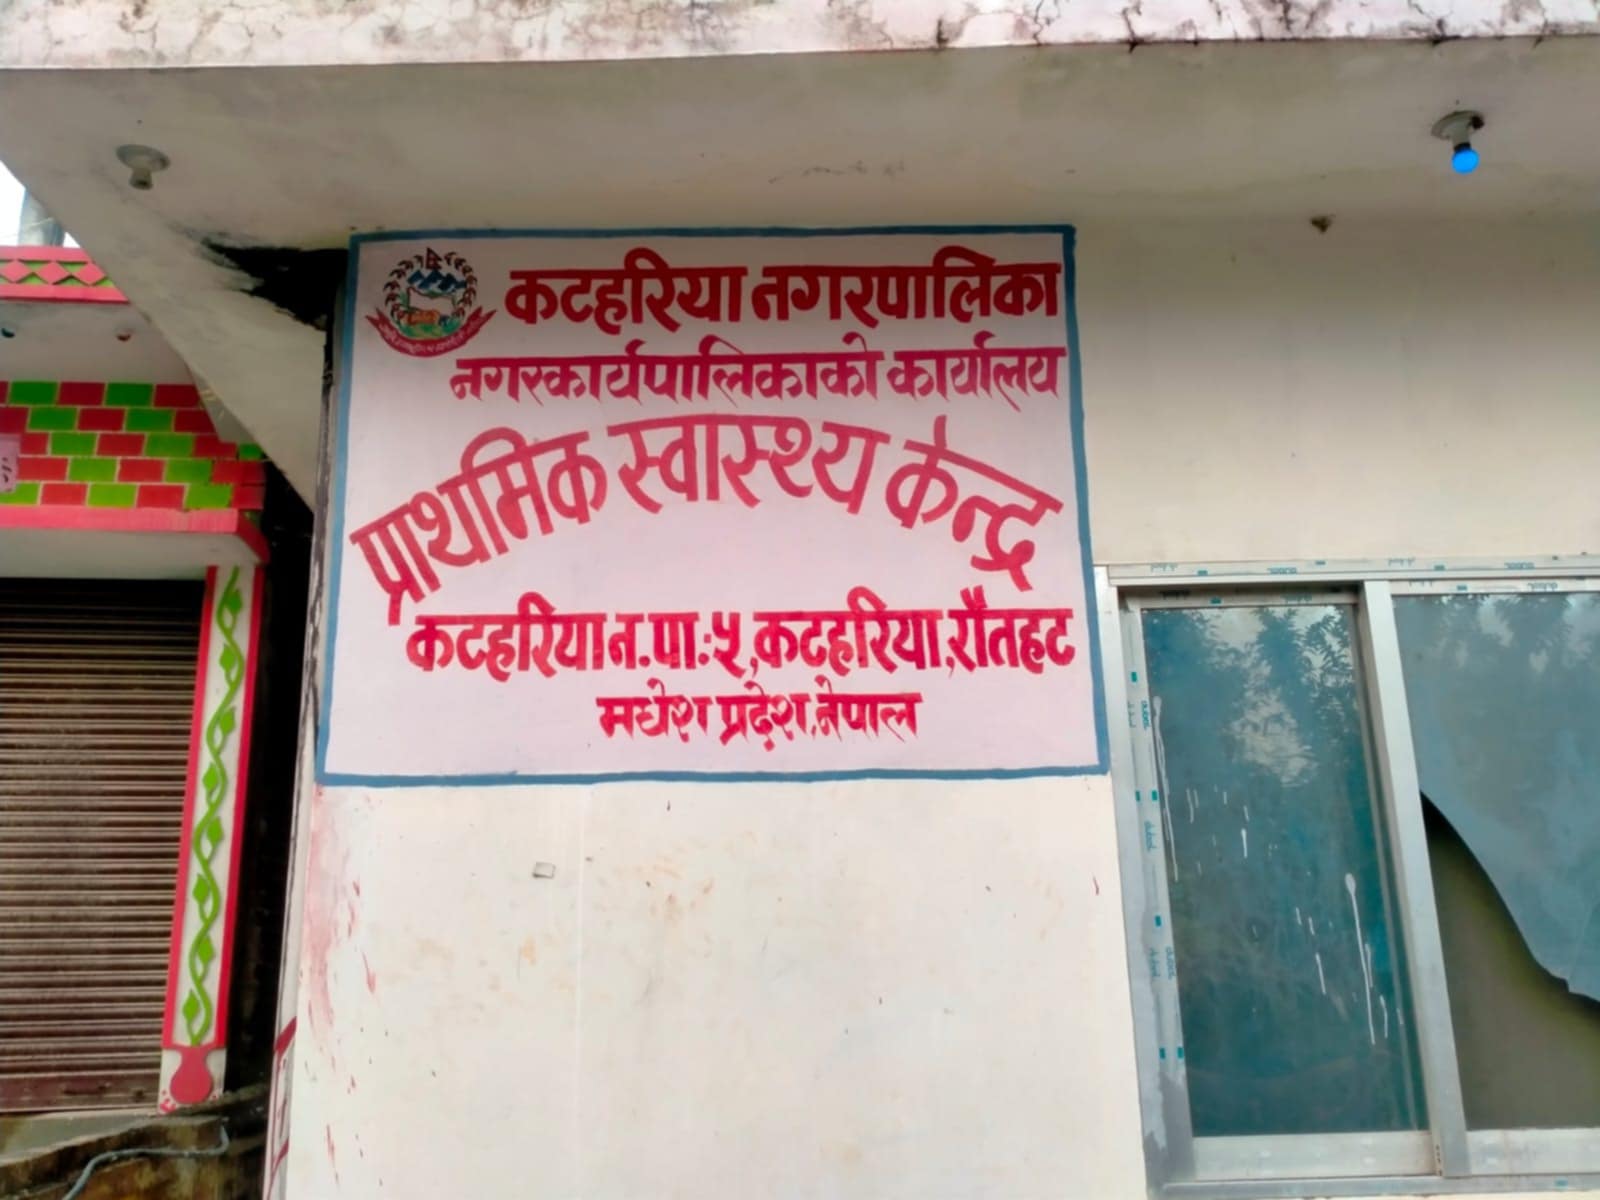 कटहरिया नगरपालिका
नगरकार्यपालिकाको कार्यालय
प्राथमिक स्वास्थ्य केन्द्र
कटहरिया न.पा.:५,कटहरिया,रौतहट
मधेश प्रदेश,नेपाल